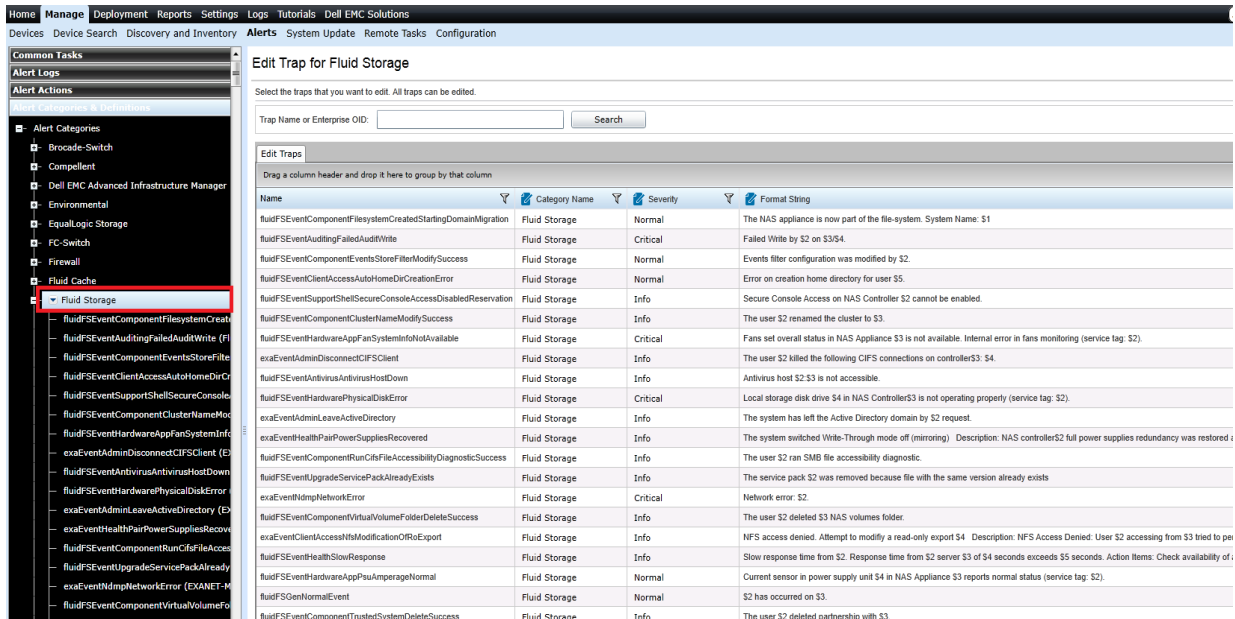 Home Manage Deployment Reports Settings Logs Tutorials Dell EMC Solutions
Devices Device Search Discovery and Inventory Alerts System Update Remote Tasks Configuration
Common Tasks
Alert Logs
Alert Actions
Alert Categories & Definitions
Alert Categories
Brocade-Switch
Compellent
Dell EMC Advanced Infrastructure Manager
Environmental
EqualLogic Storage
FC-Switch
Firewall
Fluid Cache
Fluid Storage
fluidFSEventComponentFilesystemCreate
fluidFSEventAuditingFailedAuditWrite (Fl
fluidFSEventComponentEventsStoreFilte
fluidFSEventClientAccessAutoHomeDirCr
fluidFSEventSupportShellSecureConsole
fluidFSEventComponentClusterNameMod
fluidFSEventHardwareAppFanSystemInfo
exaEventAdminDisconnectCIFSClient (EX
fluidFSEventAntivirusAntivirusHostDown
fluidFSEventHardwarePhysicalDiskError
exaEventAdminLeaveActiveDirectory (EX
exaEventHealthPairPowerSuppliesRecove
fluidFSEventComponentRunCifsFileAcces
fluidFSEventUpgradeServicePackAlready
exaEventNdmpNetworkError (EXANET-M
fluidFSEventComponentVirtualVolumeFo
Edit Trap for Fluid Storage
Select the traps that you want to edit. All traps can be edited.
Trap Name or Enterprise OID: Search
Edit Traps
Drag a column header and drop it here to group by that column
Name Category Name Severity Format String
fluidFSEventComponentFilesystemCreatedStartingDomainMigration Fluid Storage Normal The NAS appliance is now part of the file-system. System Name: $1
fluidFSEventAuditingFailedAuditWrite Fluid Storage Critical Failed Write by $2 on $3/$4.
fluidFSEventComponentEventsStoreFilterModifySuccess Fluid Storage Normal Events filter configuration was modified by $2.
fluidFSEventClientAccessAutoHomeDirCreationError Fluid Storage Normal Error on creation home directory for user $5.
fluidFSEventSupportShellSecureConsoleAccessDisabledReservation Fluid Storage Info Secure Console Access on NAS Controller $2 cannot be enabled.
fluidFSEventComponentClusterNameModifySuccess Fluid Storage Info The user $2 renamed the cluster to $3.
fluidFSEventHardwareAppFanSystemInfoNotAvailable Fluid Storage Critical Fans set overall status in NAS Appliance $3 is not available. Internal error in fans monitoring (service tag: $2).
exaEventAdminDisconnectCIFSClient Fluid Storage Info The user $2 killed the following CIFS connections on controller$3: $4.
fluidFSEventAntivirusAntivirusHostDown Fluid Storage Info Antivirus host $2:$3 is not accessible.
fluidFSEventHardwarePhysicalDiskError Fluid Storage Critical Local storage disk drive $4 in NAS Controller$3 is not operating properly (service tag: $2).
exaEventAdminLeaveActiveDirectory Fluid Storage Info The system has left the Active Directory domain by $2 request.
exaEventHealthPairPowerSuppliesRecovered Fluid Storage Info The system switched Write-Through mode off (mirroring) Description: NAS controller$2 full power supplies redundancy was restored a
fluidFSEventComponentRunCifsFileAccessibilityDiagnosticSuccess Fluid Storage Info The user $2 ran SMB file accessibility diagnostic.
fluidFSEventUpgradeServicePackAlreadyExists Fluid Storage Info The service pack $2 was removed because file with the same version already exists
exaEventNdmpNetworkError Fluid Storage Critical Network error: $2.
fluidFSEventComponentVirtualVolumeFolderDeleteSuccess Fluid Storage Info The user $2 deleted $3 NAS volumes folder.
exaEventClientAccessNfsModificationOfRoExport Fluid Storage Info NFS access denied. Attempt to modifiy a read-only export $4 Description: NFS Access Denied: User $2 accessing from $3 tried to per
fluidFSEventHealthSlowResponse Fluid Storage Info Slow response time from $2. Response time from $2 server $3 of $4 seconds exceeds $5 seconds. Action Items: Check availability of a
fluidFSEventHardwareAppPsuAmperageNormal Fluid Storage Normal Current sensor in power supply unit $4 in NAS Appliance $3 reports normal status (service tag: $2).
fluidFSGenNormalEvent Fluid Storage Normal $2 has occurred on $3.
fluidFSEventComponentTrustedSystemDeleteSuccess Fluid Storage Info The user $2 deleted partnership with $3.